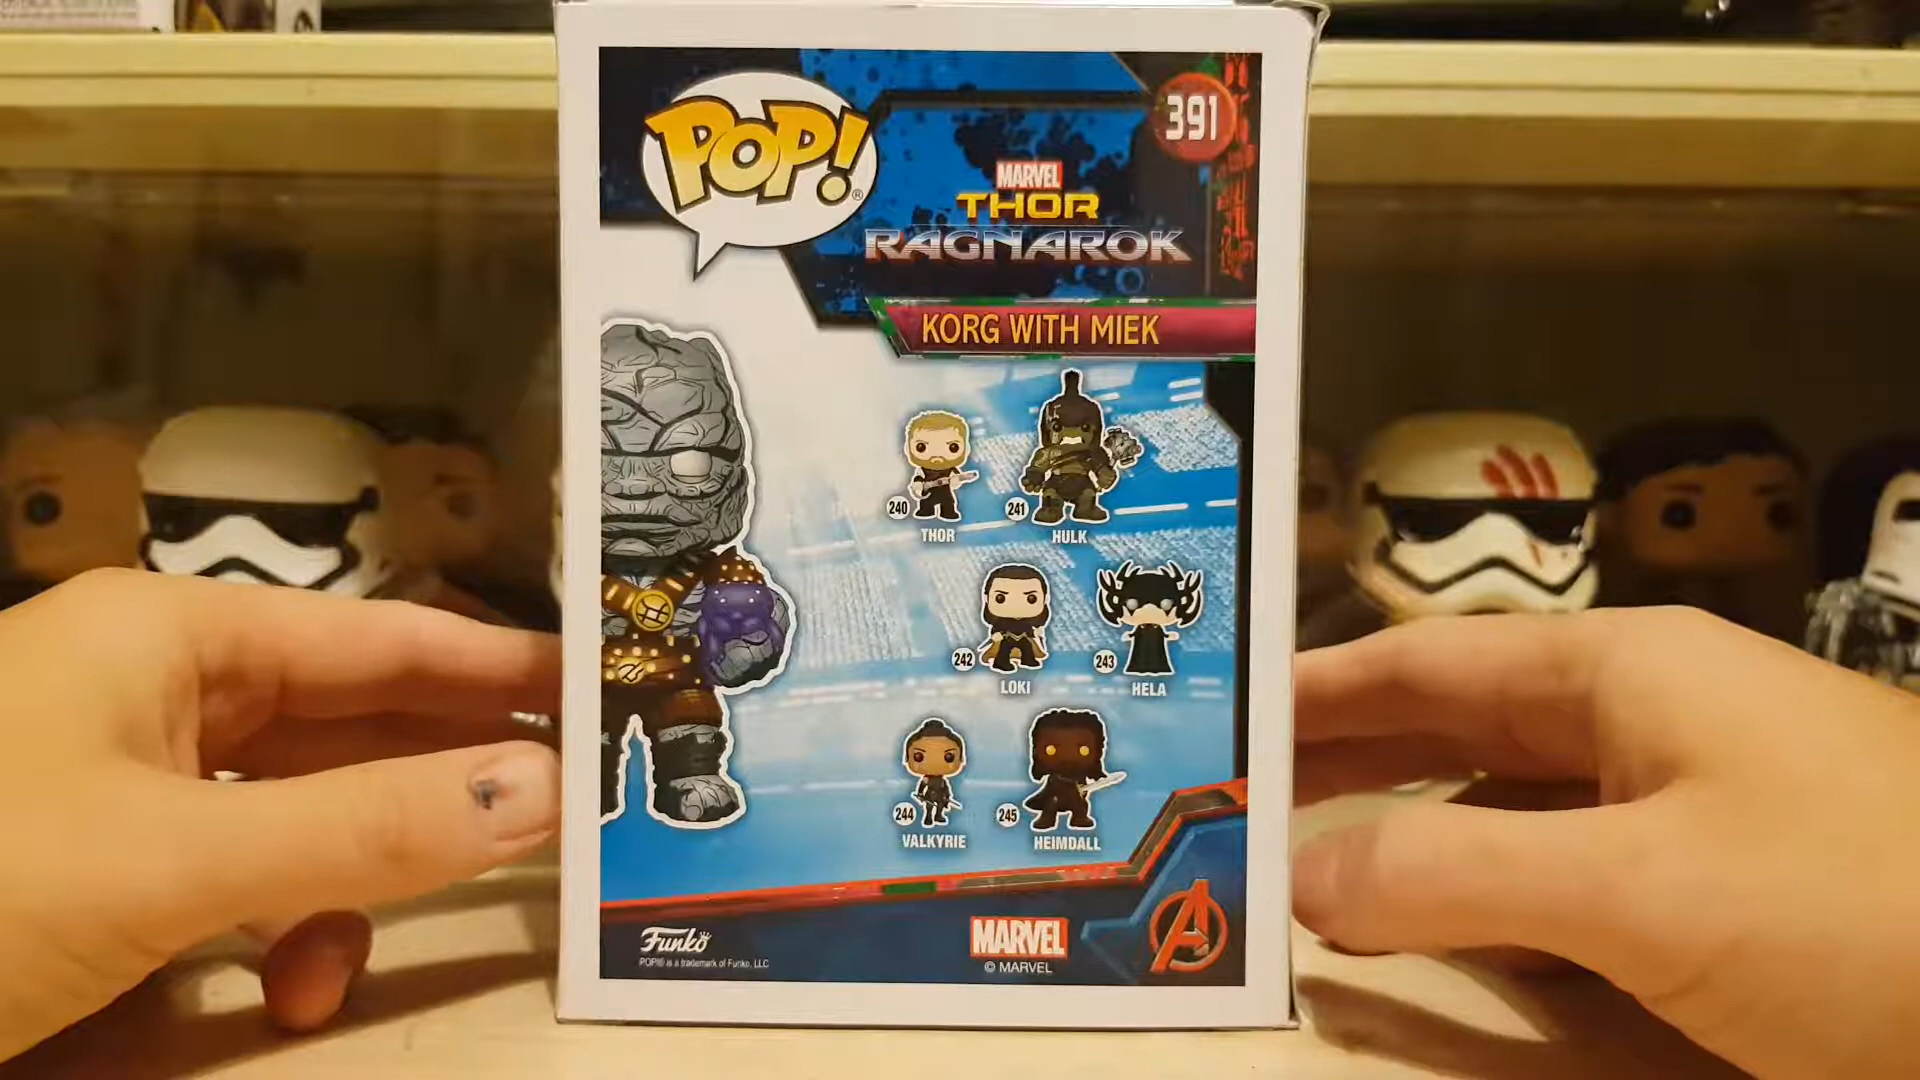 POP!
®
391
MARVEL
THOR
RAGNAROK
KORG WITH MIEK
240
THOR
241
HULK
242
LOKI
243
HELA
244
VALKYRIE
245
HEIMDALL
Funko
POP!® is a trademark of Funko, LLC
MARVEL
© MARVEL